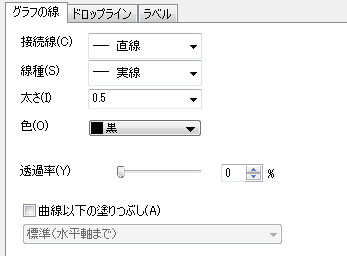 グラフの線 ドロップライン ラベル
接続線(C) 直線
線種(S) 実線
太さ(I) 0.5
色(O) 黒
透過率(Y) 0 %
曲線以下の塗りつぶし(A)
標準(水平軸まで)